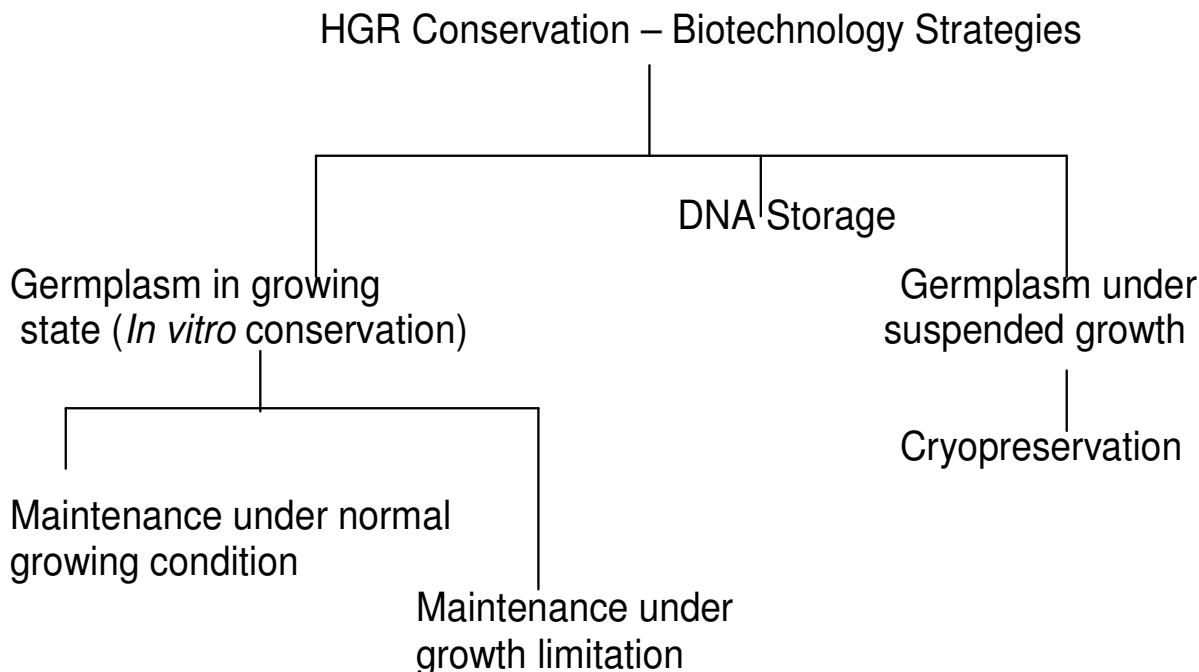 HGR Conservation – Biotechnology Strategies
DNA Storage
Germplasm in growing
state (In vitro conservation)
Germplasm under
suspended growth
Cryopreservation
Maintenance under normal
growing condition
Maintenance under
growth limitation